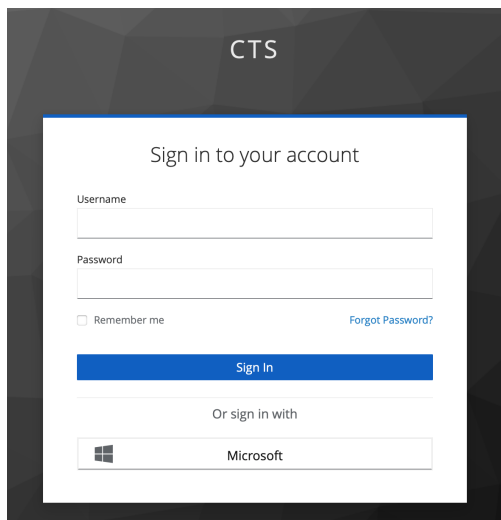 CTS
Sign in to your account
Username
Password
Remember me
Forgot Password?
Sign In
Or sign in with
Microsoft